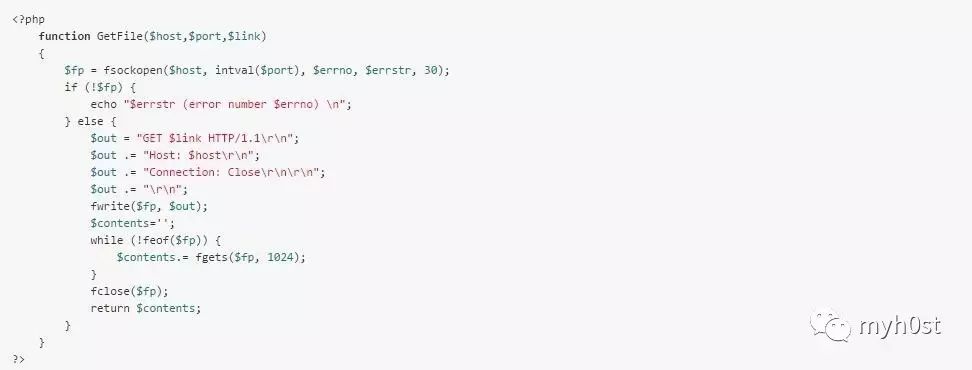 <?php
    function GetFile($host,$port,$link)
    {
        $fp = fsockopen($host, intval($port), $errno, $errstr, 30);
        if (!$fp) {
            echo "$errstr (error number $errno) \n";
        } else {
            $out = "GET $link HTTP/1.1\r\n";
            $out .= "Host: $host\r\n";
            $out .= "Connection: Close\r\n\r\n";
            $out .= "\r\n";
            fwrite($fp, $out);
            $contents='';
            while (!feof($fp)) {
                $contents.= fgets($fp, 1024);
            }
            fclose($fp);
            return $contents;
        }
    }
?>
myh0st